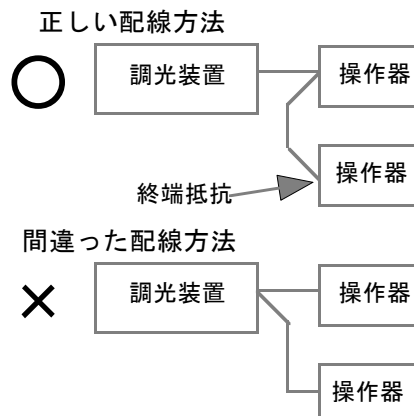 正しい配線方法
調光装置
操作器
操作器
終端抵抗
間違った配線方法
調光装置
操作器
操作器